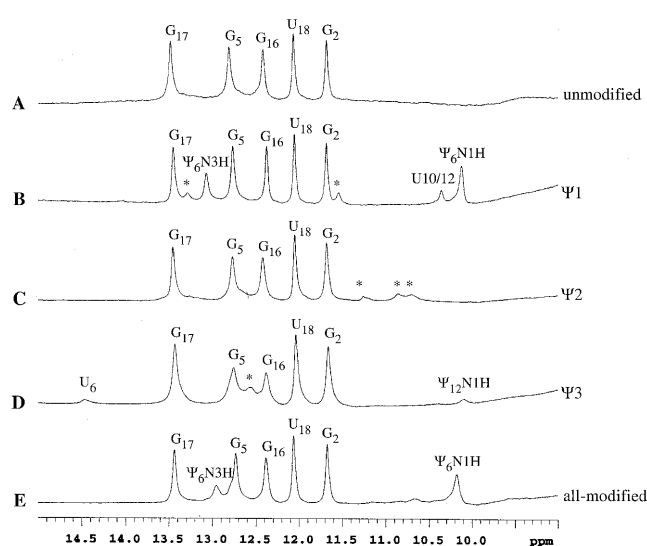 G17 G5 G16 U18 G2
A unmodified
G17 Ψ6N3H G5 G16 U18 G2 Ψ6N1H
* * U10/12
B Ψ1
G17 G5 G16 U18 G2
* * *
C Ψ2
G17 G5 G16 U18 G2
U6 * Ψ12N1H
D Ψ3
G17 Ψ6N3H G5 G16 U18 G2 Ψ6N1H
E all-modified
14.5 14.0 13.5 13.0 12.5 12.0 11.5 11.0 10.5 10.0 ppm